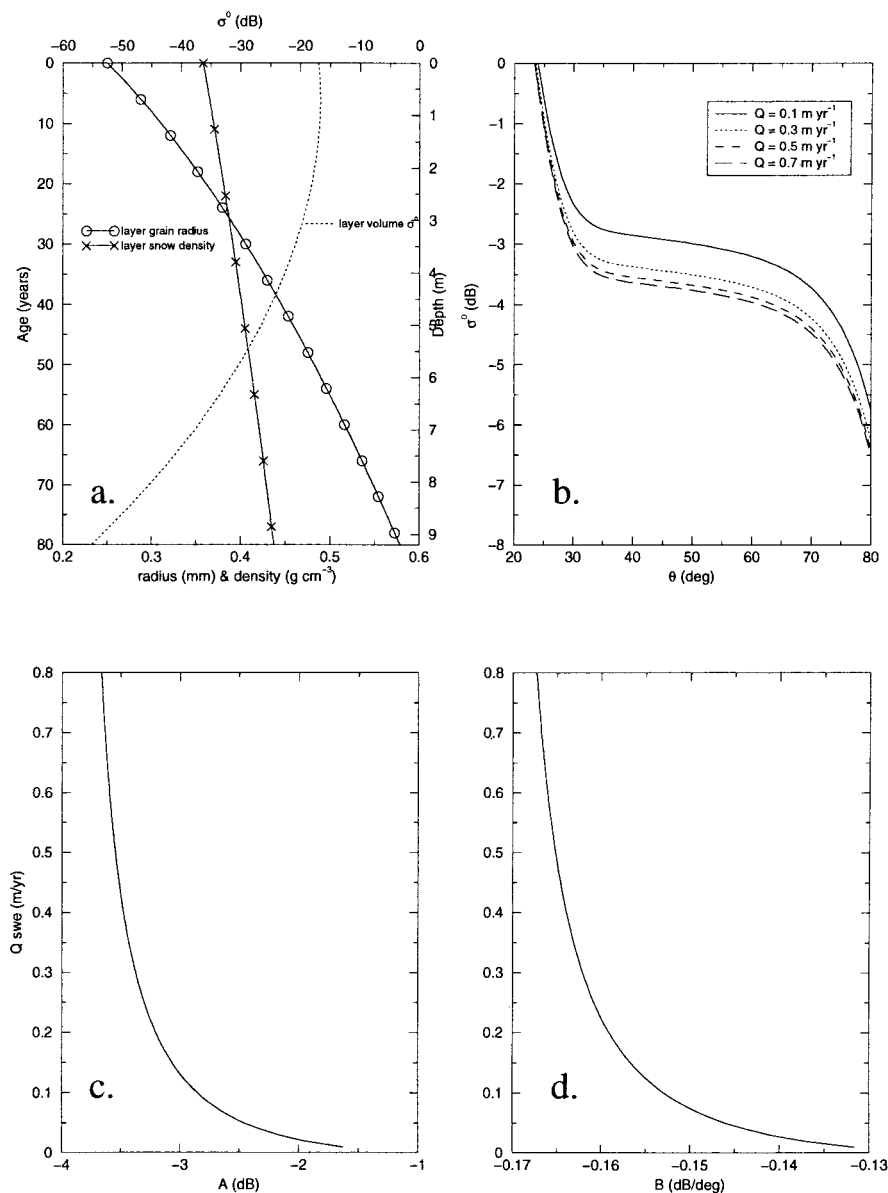 σ⁰ (dB)
−60 −50 −40 −30 −20 −10 0
0
10
20
30
40
50
60
70
80
Age (years)
0
1
2
3
4
5
6
7
8
9
Depth (m)
layer grain radius
layer snow density
layer volume σ⁰
a.
0.2 0.3 0.4 0.5 0.6
radius (mm) & density (g cm⁻³)
0
−1
−2
−3
−4
−5
−6
−7
−8
σ⁰ (dB)
Q = 0.1 m yr⁻¹
Q = 0.3 m yr⁻¹
Q = 0.5 m yr⁻¹
Q = 0.7 m yr⁻¹
b.
20 30 40 50 60 70 80
θ (deg)
0.8
0.7
0.6
0.5
0.4
0.3
0.2
0.1
0
Q swe (m/yr)
c.
−4 −3 −2 −1
A (dB)
0.8
0.7
0.6
0.5
0.4
0.3
0.2
0.1
0
d.
−0.17 −0.16 −0.15 −0.14 −0.13
B (dB/deg)